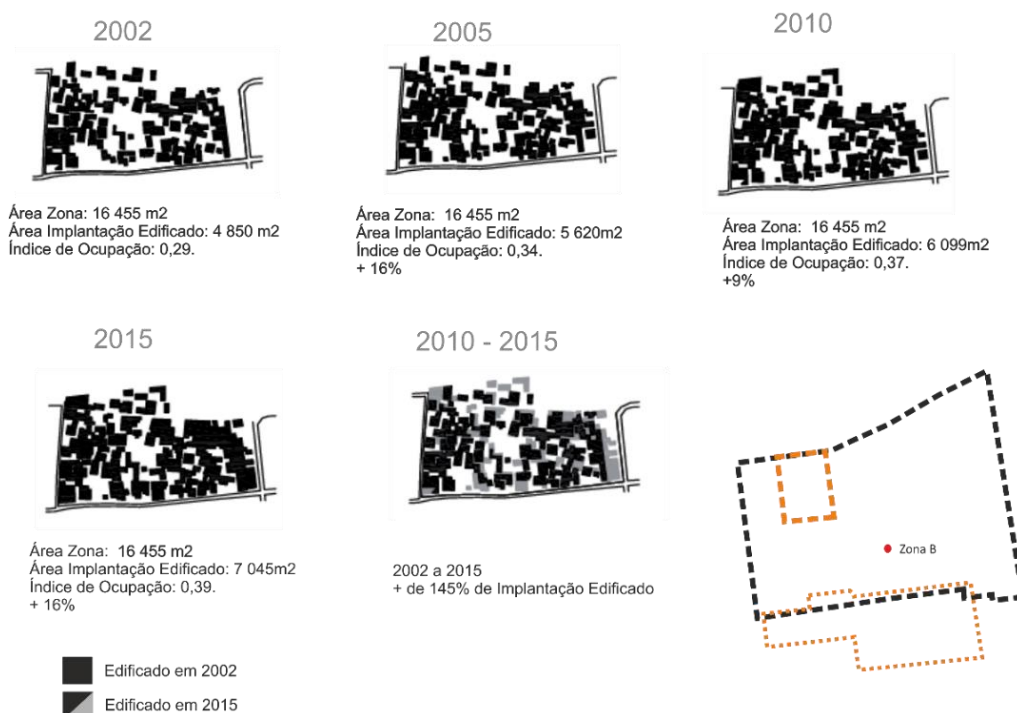 2002
Área Zona: 16 455 m2
Área Implantação Edificado: 4 850 m2
Índice de Ocupação: 0,29.
2005
Área Zona: 16 455 m2
Área Implantação Edificado: 5 620m2
Índice de Ocupação: 0,34.
+ 16%
2010
Área Zona: 16 455 m2
Área Implantação Edificado: 6 099m2
Índice de Ocupação: 0,37.
+9%
2015
Área Zona: 16 455 m2
Área Implantação Edificado: 7 045m2
Índice de Ocupação: 0,39.
+ 16%
2010 - 2015
2002 a 2015
+ de 145% de Implantação Edificado
Zona B
Edificado em 2002
Edificado em 2015